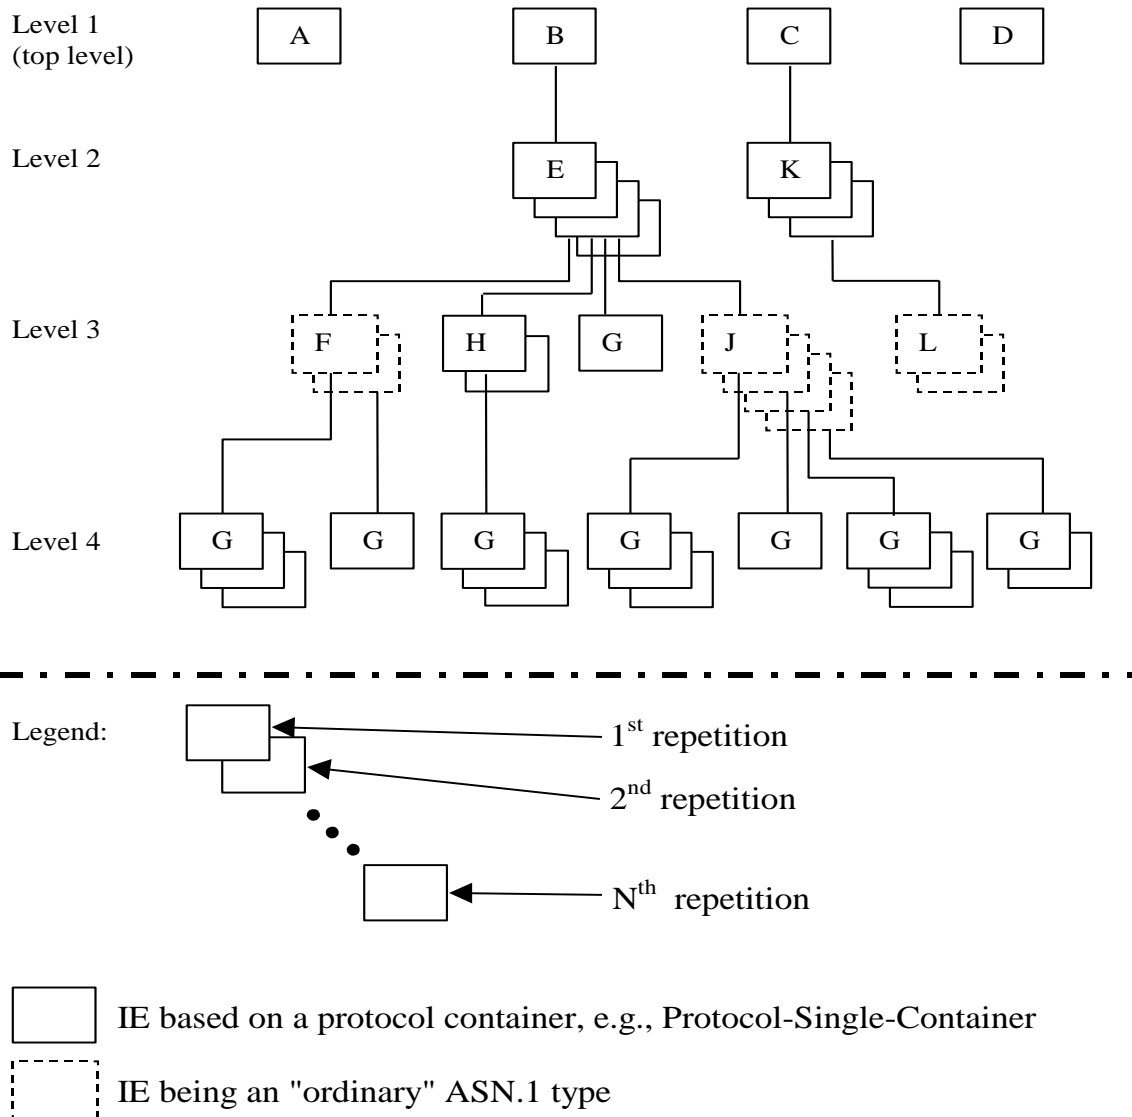 Level 1
(top level)
A
B
C
D
Level 2
E
K
Level 3
F
H
G
J
L
Level 4
G
G
G
G
G
G
G
Legend:
1st repetition
2nd repetition
Nth repetition
IE based on a protocol container, e.g., Protocol-Single-Container
IE being an "ordinary" ASN.1 type